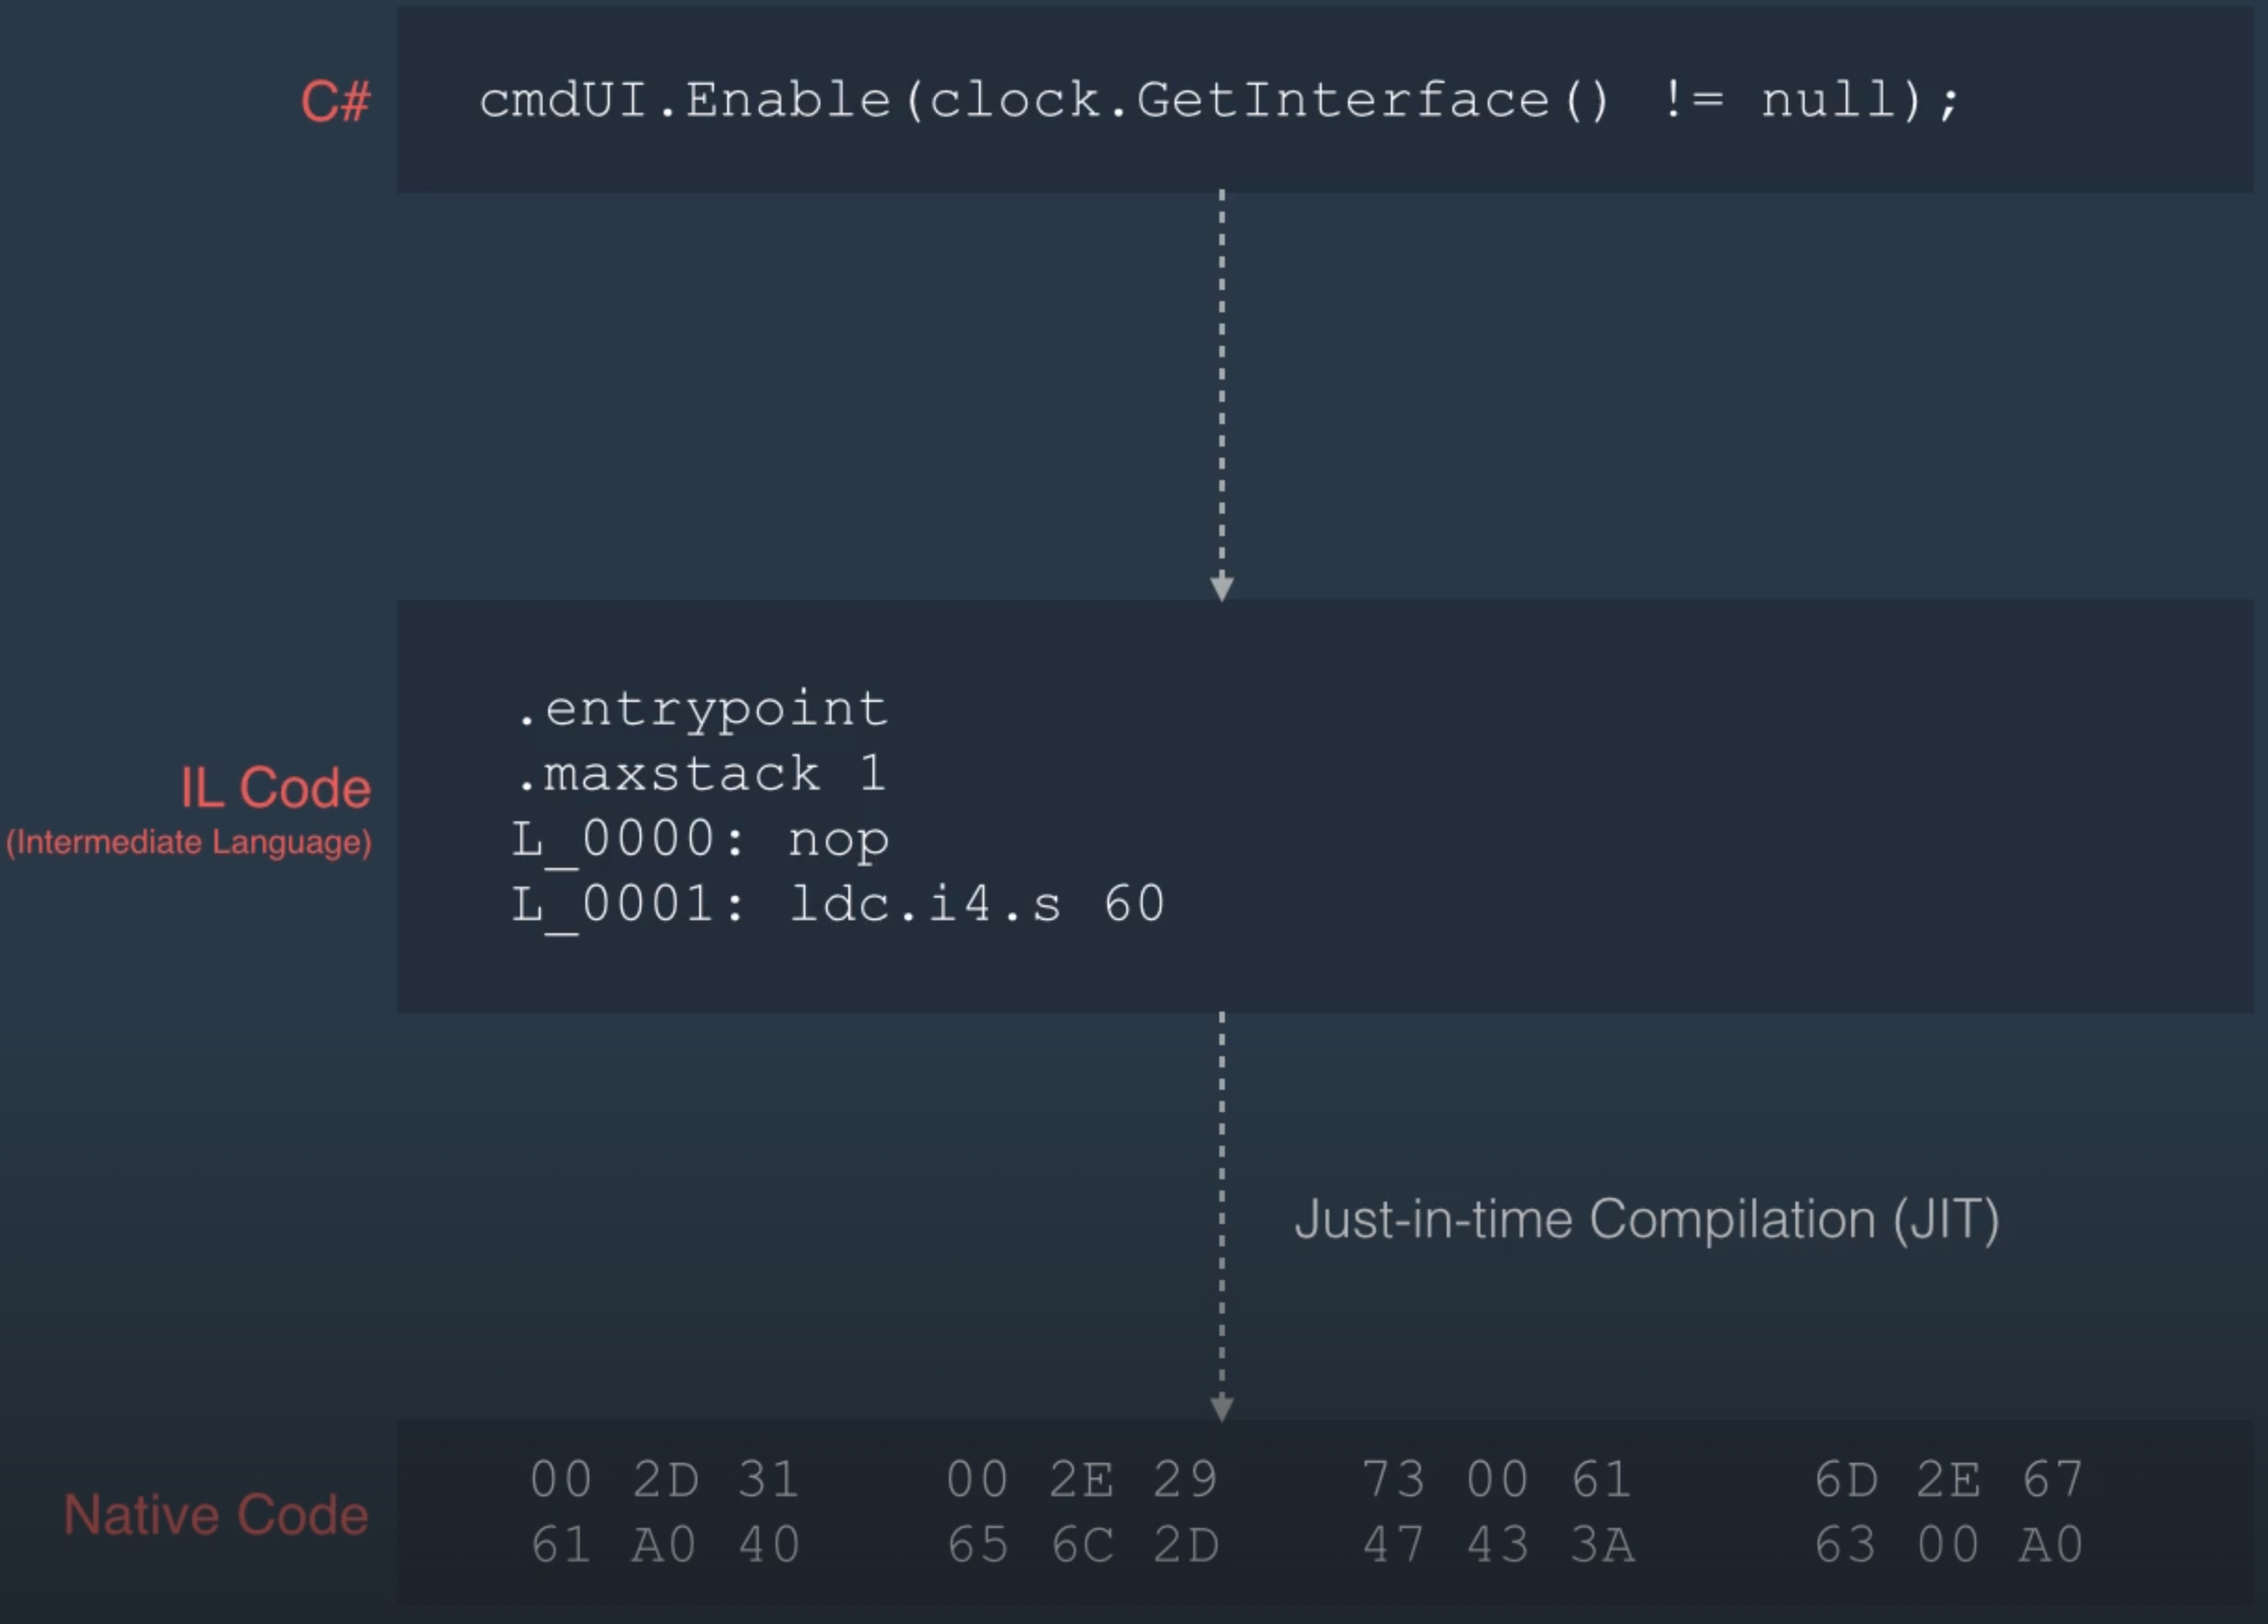 C#
cmdUI.Enable(clock.GetInterface() != null);
IL Code
(Intermediate Language)
.entrypoint
.maxstack 1
L_0000: nop
L_0001: ldc.i4.s 60
Just-in-time Compilation (JIT)
Native Code
00 2D 31 00 2E 29 73 00 61 6D 2E 67
61 A0 40 65 6C 2D 47 43 3A 63 00 A0